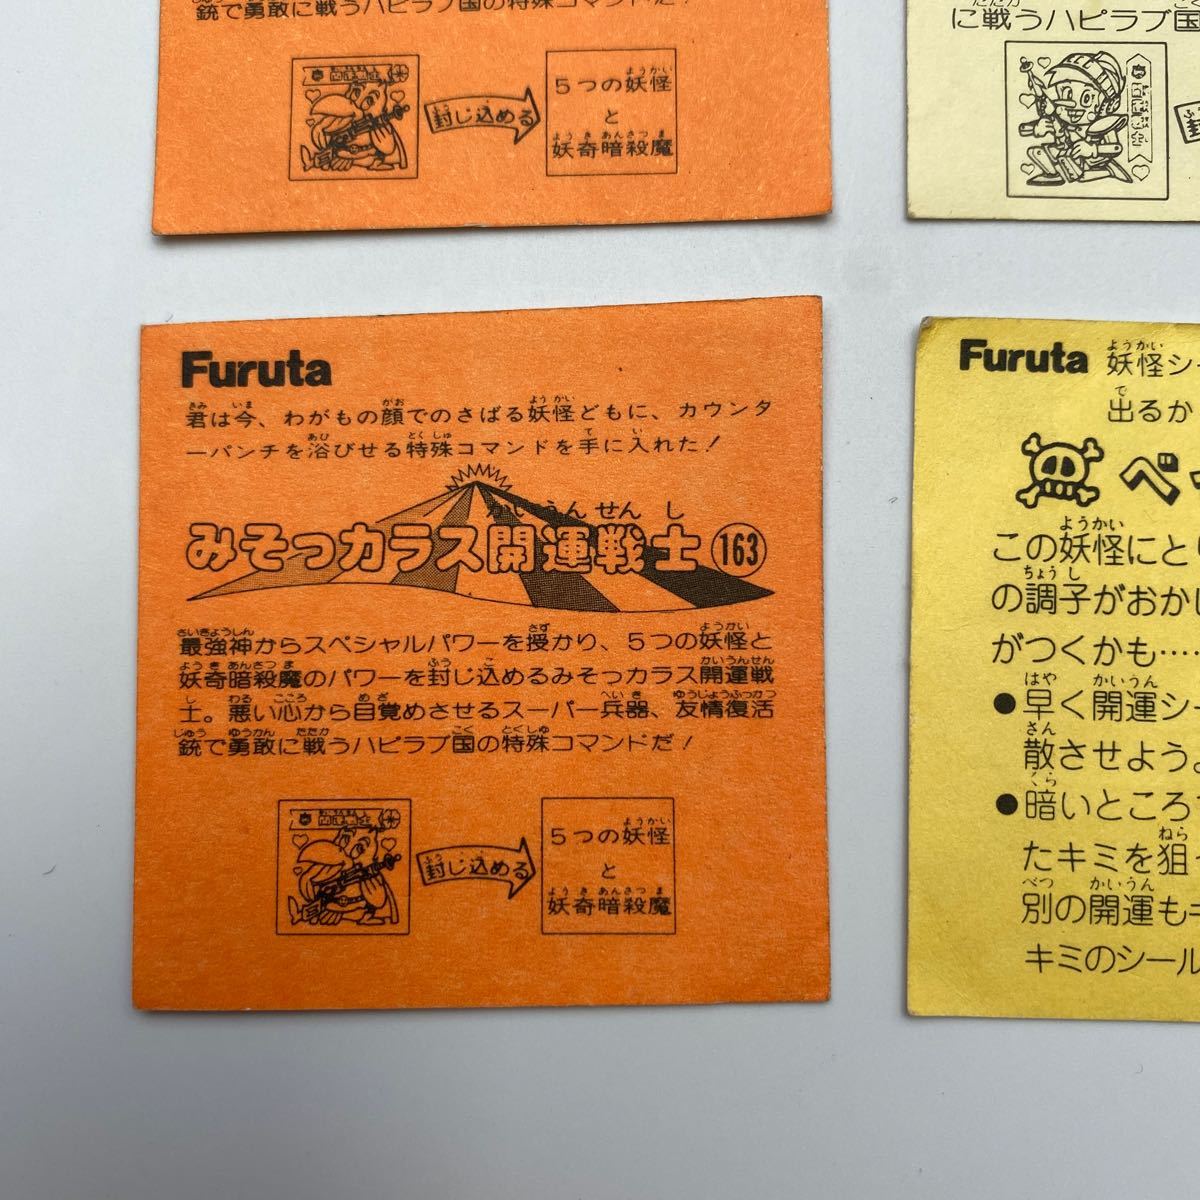 銃で勇敢に戦うハピラブ国の特殊コマンドだ!
封じ込める
5つの妖怪
と
妖奇暗殺魔
に戦うハピラブ国
Furuta
君は今、わがもの顔でのさばる妖怪どもに、カウンタ
ーパンチを浴びせる特殊コマンドを手に入れた!
みそっカラス開運戦士 163
最強神からスペシャルパワーを授かり、5つの妖怪と
妖奇暗殺魔のパワーを封じ込めるみそっカラス開運戦
士。悪い心から目覚めさせるスーパー兵器、友情復活
銃で勇敢に戦うハピラブ国の特殊コマンドだ!
封じ込める
5つの妖怪
と
妖奇暗殺魔
Furuta 妖怪シ
出るか
この妖怪にと
の調子がおか
がつくかも……
●早く開運シ
散させよう。
●暗いところ
たキミを狙
別の開運も
キミのシール